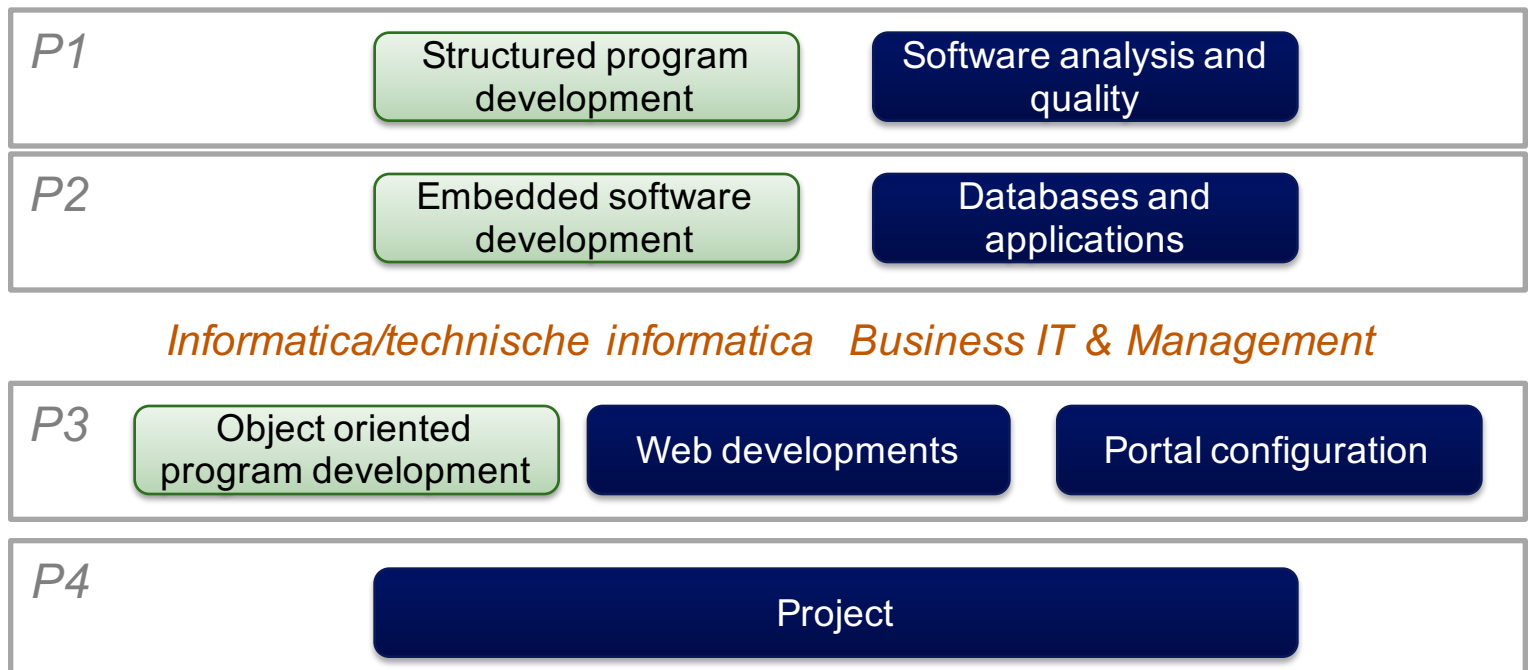 P1
Structured program
development
Software analysis and
quality
P2
Embedded software
development
Databases and
applications
Informatica/technische informatica Business IT & Management
P3
Object oriented
program development
Web developments
Portal configuration
P4
Project